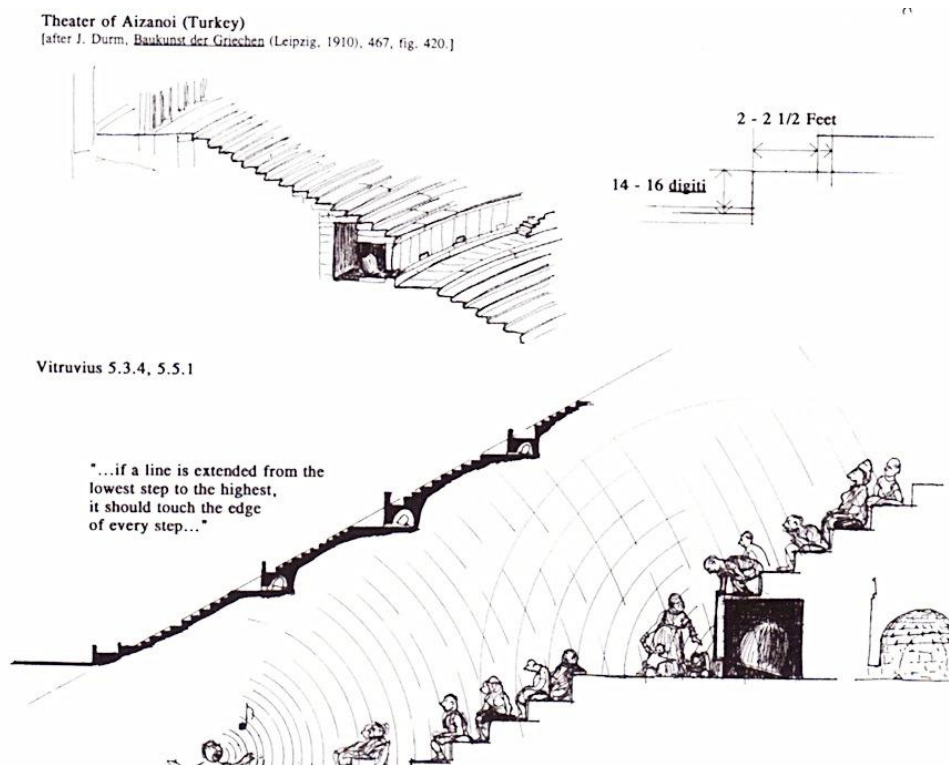 Theater of Aizanoi (Turkey)
[after J. Durm, Baukunst der Griechen (Leipzig, 1910), 467, fig. 420.]
2 - 2 1/2 Feet
14 - 16 digiti
Vitruvius 5.3.4, 5.5.1
"...if a line is extended from the
lowest step to the highest,
it should touch the edge
of every step..."